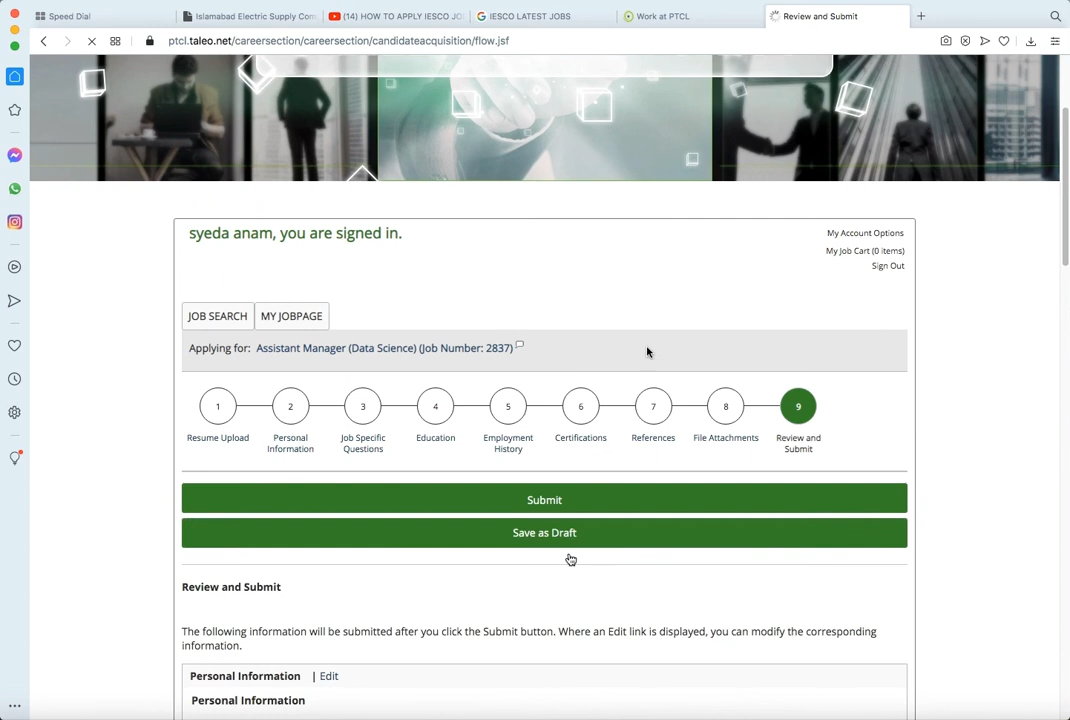 Speed Dial
Islamabad Electric Supply Com
(14) HOW TO APPLY IESCO JO
IESCO LATEST JOBS
Work at PTCL
Review and Submit
ptcl.taleo.net/careersection/careersection/candidateacquisition/flow.jsf
syeda anam, you are signed in.
My Account Options
My Job Cart (0 items)
Sign Out
JOB SEARCH
MY JOBPAGE
Applying for: Assistant Manager (Data Science) (Job Number: 2837)
1
2
3
4
5
6
7
8
9
Resume Upload
Personal
Information
Job Specific
Questions
Education
Employment
History
Certifications
References
File Attachments
Review and
Submit
Submit
Save as Draft
Review and Submit
The following information will be submitted after you click the Submit button. Where an Edit link is displayed, you can modify the corresponding
information.
Personal Information | Edit
Personal Information